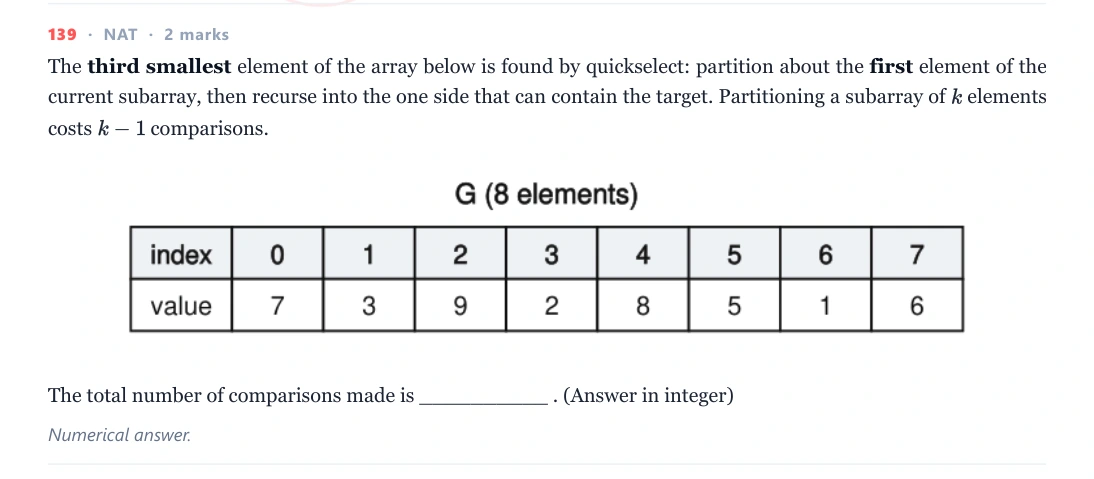 139 · NAT · 2 marks
The third smallest element of the array below is found by quickselect: partition about the first element of the
current subarray, then recurse into the one side that can contain the target. Partitioning a subarray of k elements
costs k − 1 comparisons.
G (8 elements)
index 0 1 2 3 4 5 6 7
value 7 3 9 2 8 5 1 6
The total number of comparisons made is ____________ . (Answer in integer)
Numerical answer.